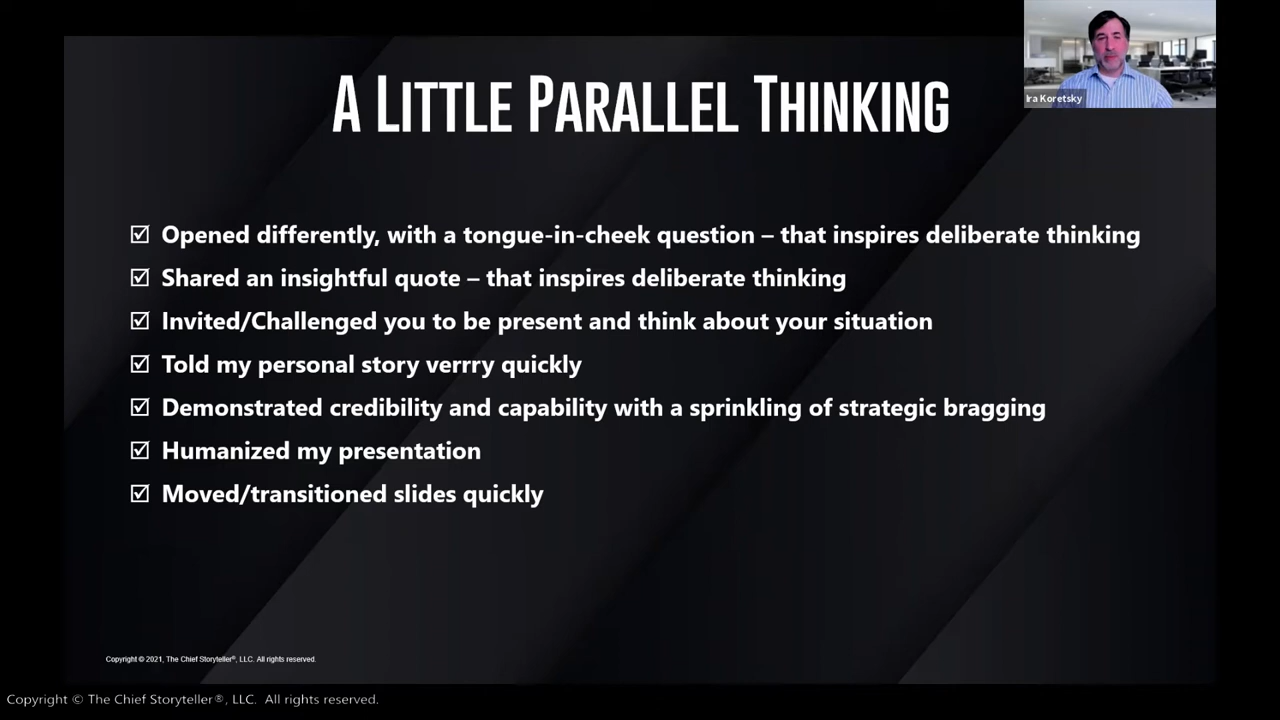 A LITTLE PARALLEL THINKING
Ira Koretsky
☑ Opened differently, with a tongue-in-cheek question – that inspires deliberate thinking
☑ Shared an insightful quote – that inspires deliberate thinking
☑ Invited/Challenged you to be present and think about your situation
☑ Told my personal story verrry quickly
☑ Demonstrated credibility and capability with a sprinkling of strategic bragging
☑ Humanized my presentation
☑ Moved/transitioned slides quickly
Copyright © 2021, The Chief Storyteller®, LLC. All rights reserved.
Copyright © The Chief Storyteller®, LLC. All rights reserved.